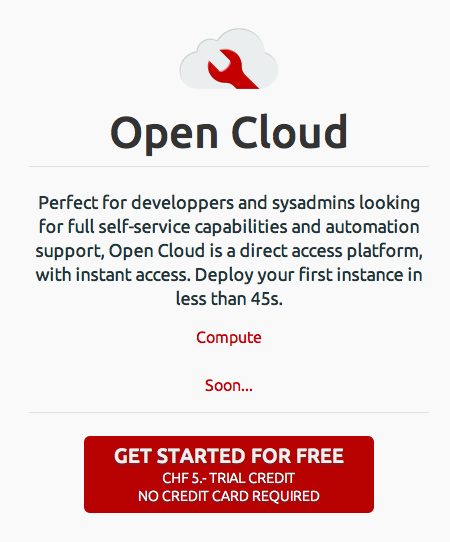 Open Cloud
Perfect for developpers and sysadmins looking
for full self-service capabilities and automation
support, Open Cloud is a direct access platform,
with instant access. Deploy your first instance in
less than 45s.
Compute
Soon...
GET STARTED FOR FREE
CHF 5.- TRIAL CREDIT
NO CREDIT CARD REQUIRED